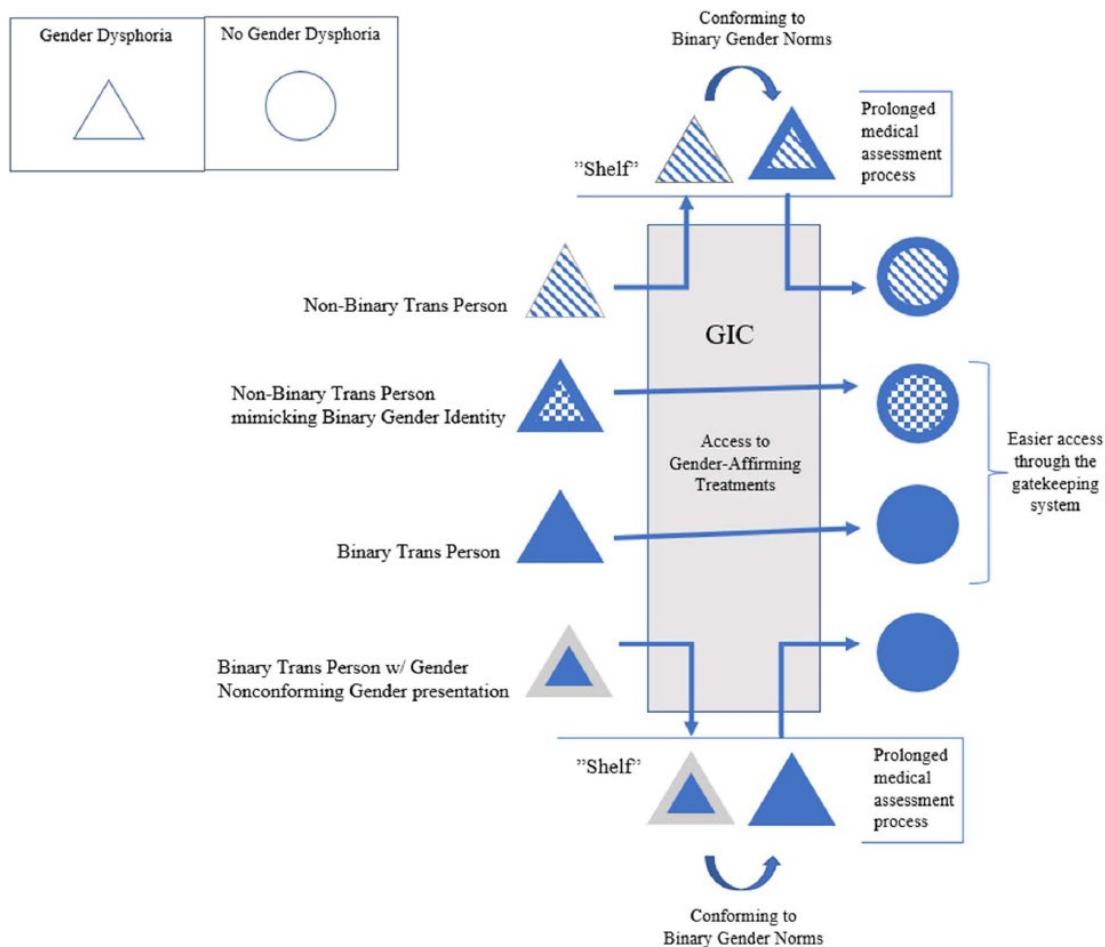 Gender Dysphoria
No Gender Dysphoria
Conforming to
Binary Gender Norms
Prolonged
medical
assessment
process
”Shelf”
Non-Binary Trans Person
GIC
Non-Binary Trans Person
mimicking Binary Gender Identity
Access to
Gender-Affirming
Treatments
Easier access
through the
gatekeeping
system
Binary Trans Person
Binary Trans Person w/ Gender
Nonconforming Gender presentation
”Shelf”
Prolonged
medical
assessment
process
Conforming to
Binary Gender Norms